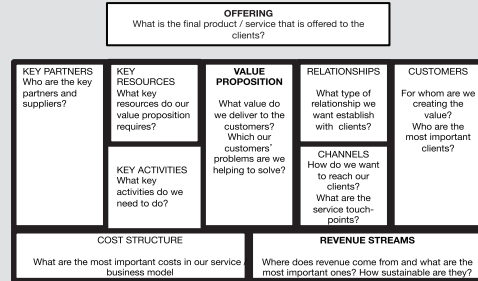 OFFERING
What is the final product / service that is offered to the
clients?
KEY PARTNERS
Who are the key
partners and
suppliers?
KEY
RESOURCES
What key
resources do our
value proposition
requires?
KEY ACTIVITIES
What key
activities do we
need to do?
VALUE
PROPOSITION
What value do
we deliver to the
customers?
Which our
customers'
problems are we
helping to solve?
RELATIONSHIPS
What type of
relationship we
want establish
with clients?
CHANNELS
How do we want
to reach our
clients?
What are the
service touch-
points?
CUSTOMERS
For whom are we
creating the
value?
Who are the
most important
clients?
COST STRUCTURE
What are the most important costs in our service /
business model
REVENUE STREAMS
Where does revenue come from and what are the
most important ones? How sustainable are they?